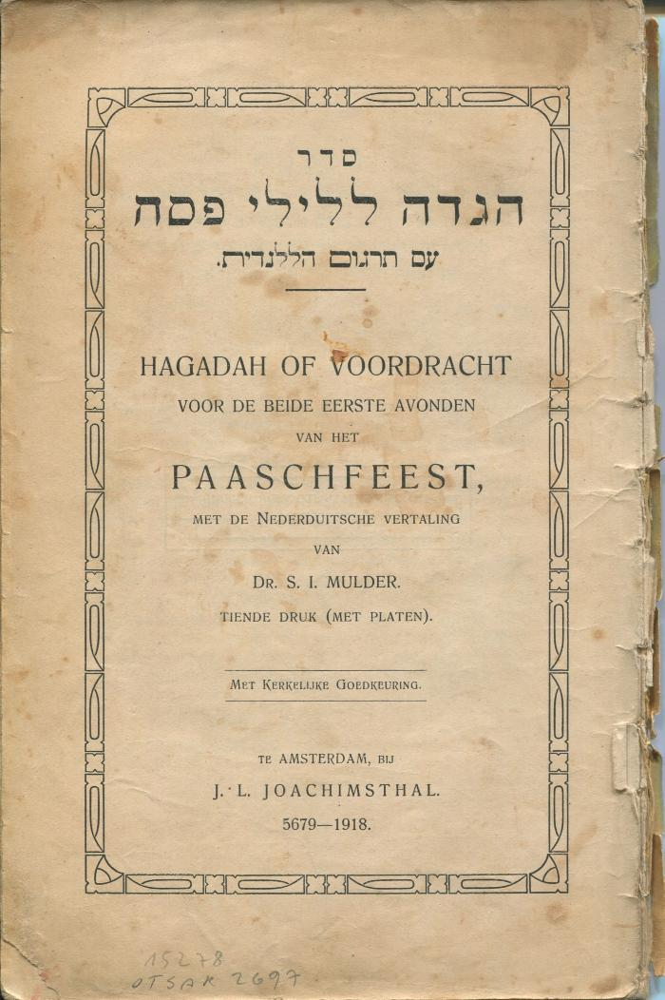 סדר
הגדה ללילי פסח
עם תרגום הללנדית.
HAGADAH OF VOORDRACHT
VOOR DE BEIDE EERSTE AVONDEN
VAN HET
PAASCHFEEST,
MET DE NEDERDUITSCHE VERTALING
VAN
DR. S. I. MULDER.
TIENDE DRUK (MET PLATEN).
MET KERKELIJKE GOEDKEURING.
TE AMSTERDAM, BIJ
J. L. JOACHIMSTHAL.
5679—1918.
15278
OTSAR 2697